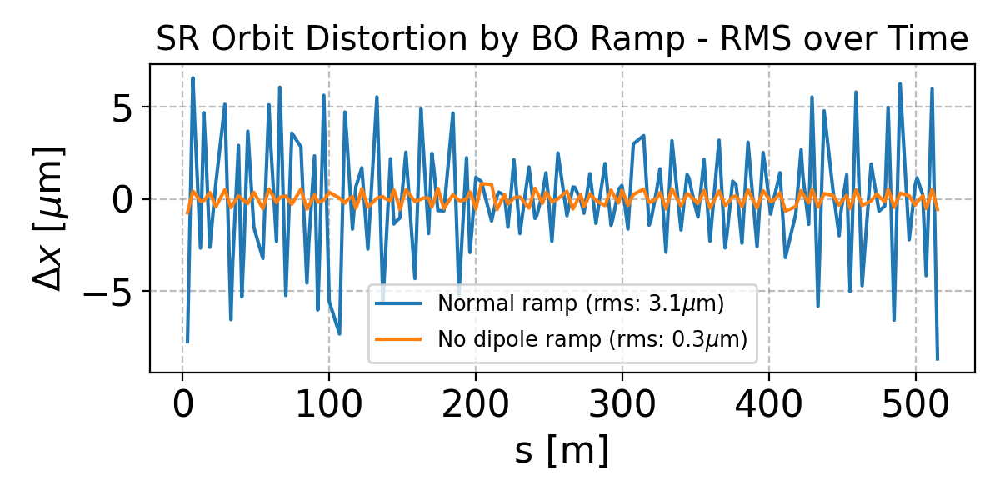 SR Orbit Distortion by BO Ramp - RMS over Time
Δx [μm]
5
0
−5
Normal ramp (rms: 3.1μm)
No dipole ramp (rms: 0.3μm)
0 100 200 300 400 500
s [m]